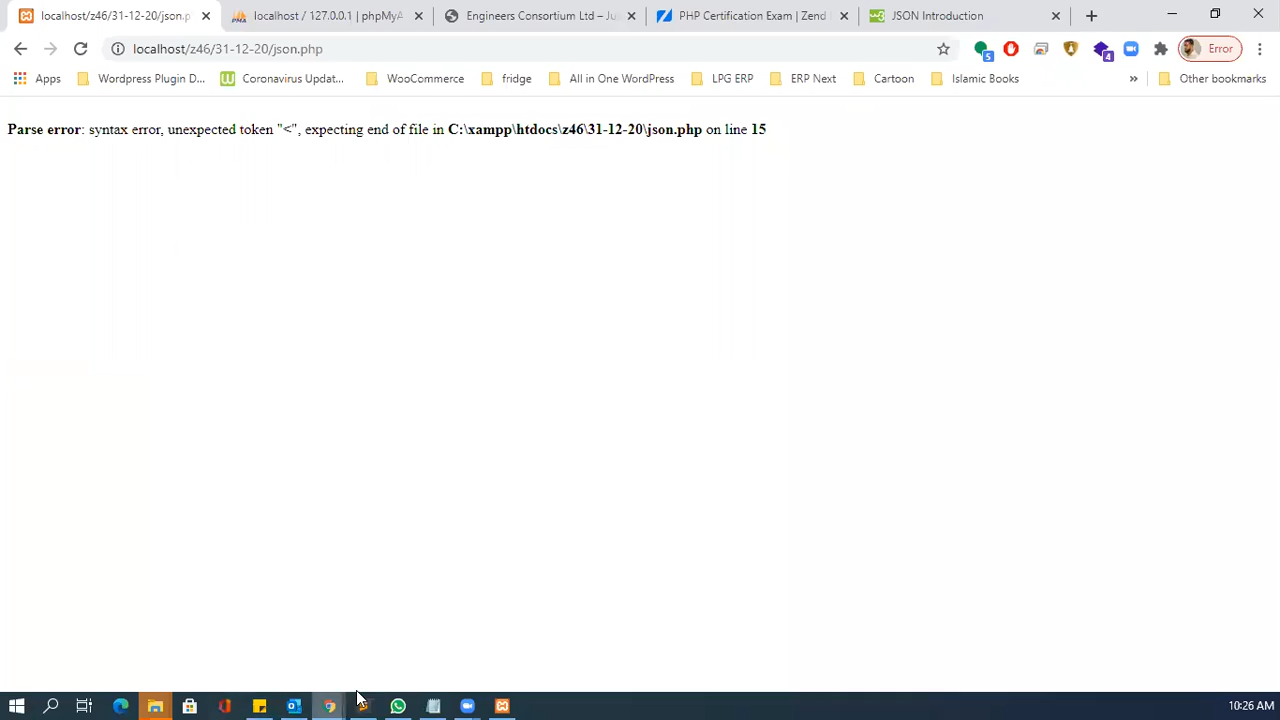 localhost/z46/31-12-20/json.p
localhost / 127.0.0.1 | phpMyA
Engineers Consortium Ltd –
PHP Certification Exam | Zend
JSON Introduction
localhost/z46/31-12-20/json.php
5
4
Error
Apps
Wordpress Plugin D...
Coronavirus Updat...
WooCommerce
fridge
All in One WordPress
LPG ERP
ERP Next
Cartoon
Islamic Books
»
Other bookmarks
Parse error: syntax error, unexpected token "<", expecting end of file in C:\xampp\htdocs\z46\31-12-20\json.php on line 15
10:26 AM